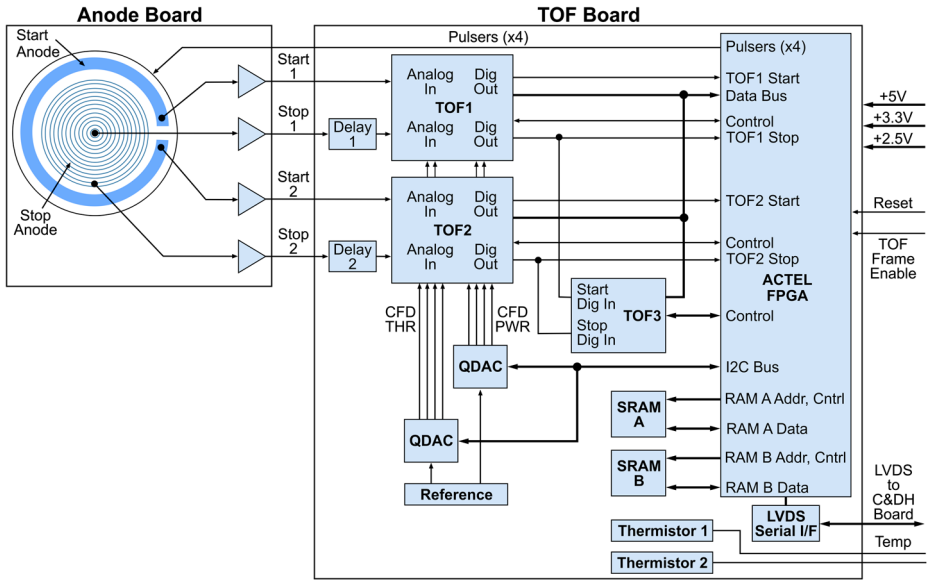 Anode Board
TOF Board
Start
Anode
Stop
Anode
Start
1
Stop
1
Start
2
Stop
2
Delay
1
Delay
2
Pulsers (x4)
Analog
In
Dig
Out
TOF1
Analog
In
Dig
Out
Analog
In
Dig
Out
TOF2
Analog
In
Dig
Out
CFD
THR
CFD
PWR
Start
Dig In
TOF3
Stop
Dig In
QDAC
QDAC
Reference
SRAM
A
SRAM
B
Thermistor 1
Thermistor 2
Pulsers (x4)
TOF1 Start
Data Bus
Control
TOF1 Stop
TOF2 Start
Control
TOF2 Stop
ACTEL
FPGA
Control
I2C Bus
RAM A Addr, Cntrl
RAM A Data
RAM B Addr, Cntrl
RAM B Data
LVDS
Serial I/F
+5V
+3.3V
+2.5V
Reset
TOF
Frame
Enable
LVDS
to
C&DH
Board
Temp